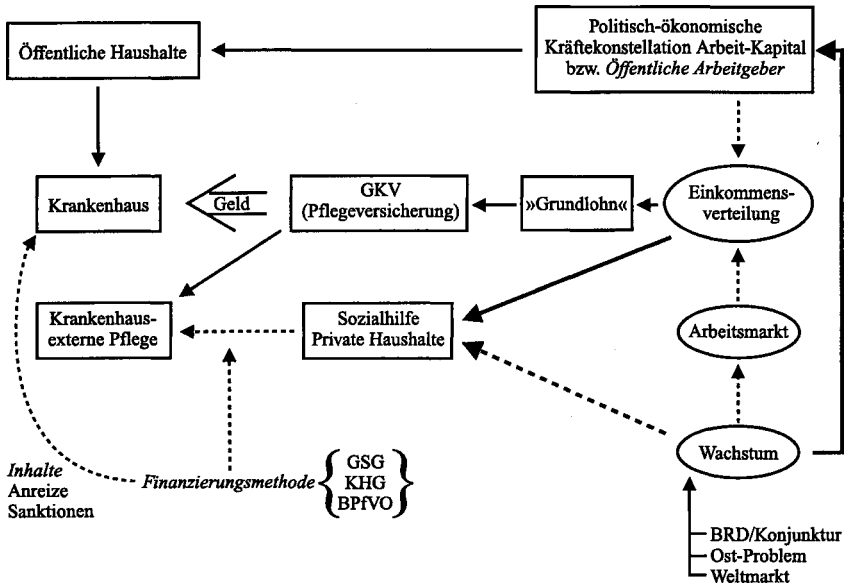 Öffentliche Haushalte
Politisch-ökonomische
Kräftekonstellation Arbeit-Kapital
bzw. Öffentliche Arbeitgeber
Krankenhaus
Geld
GKV
(Pflegeversicherung)
»Grundlohn«
Einkommens-
verteilung
Krankenhaus-
externe Pflege
Sozialhilfe
Private Haushalte
Arbeitsmarkt
Wachstum
Inhalte
Anreize
Sanktionen
Finanzierungsmethode
GSG
KHG
BPfVO
BRD/Konjunktur
Ost-Problem
Weltmarkt